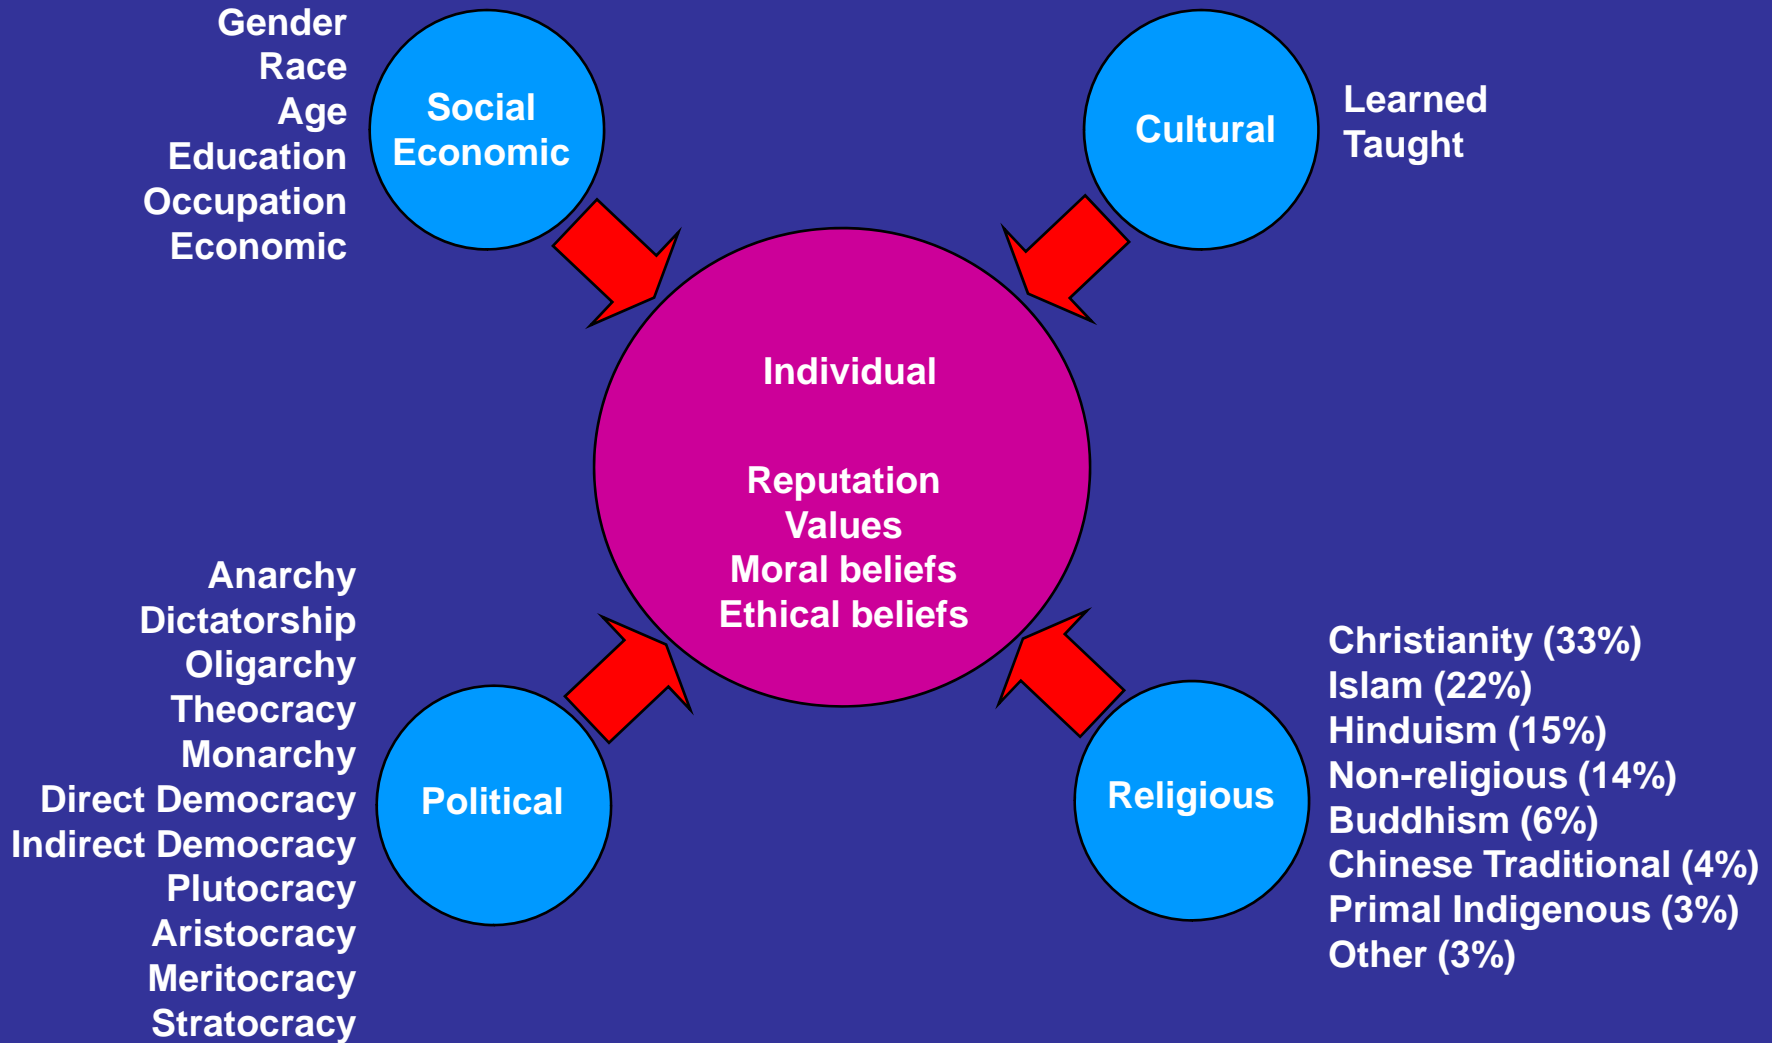 Gender
Race
Age
Education
Occupation
Economic
Social
Economic
Cultural
Learned
Taught
Individual
Reputation
Values
Moral beliefs
Ethical beliefs
Anarchy
Dictatorship
Oligarchy
Theocracy
Monarchy
Direct Democracy
Indirect Democracy
Plutocracy
Aristocracy
Meritocracy
Stratocracy
Political
Religious
Christianity (33%)
Islam (22%)
Hinduism (15%)
Non-religious (14%)
Buddhism (6%)
Chinese Traditional (4%)
Primal Indigenous (3%)
Other (3%)